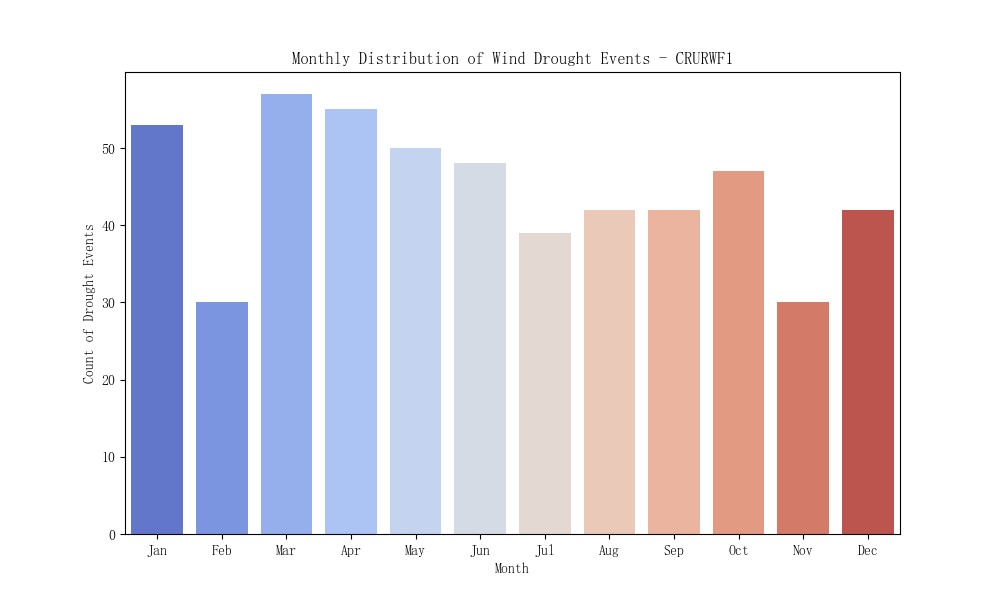 Monthly Distribution of Wind Drought Events - CRURWF1
Count of Drought Events
50
40
30
20
10
0
Jan Feb Mar Apr May Jun Jul Aug Sep Oct Nov Dec
Month